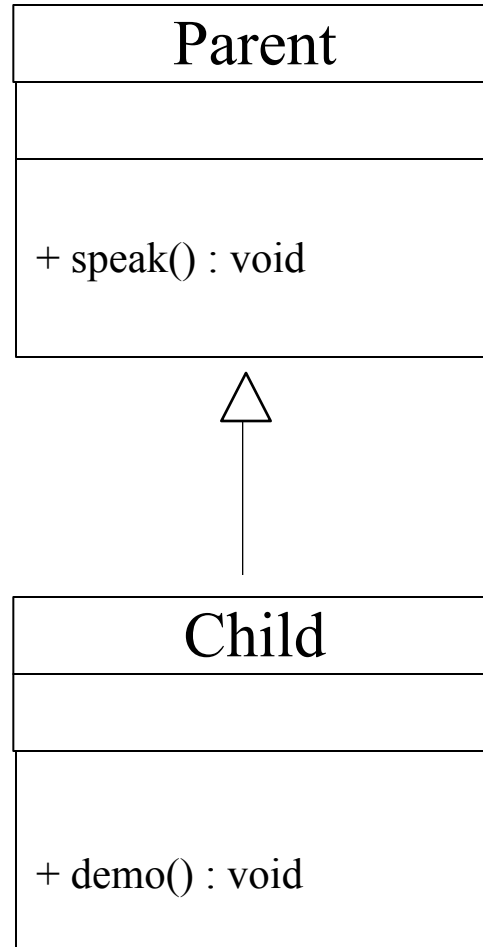 Parent
+ speak() : void
Child
+ demo() : void